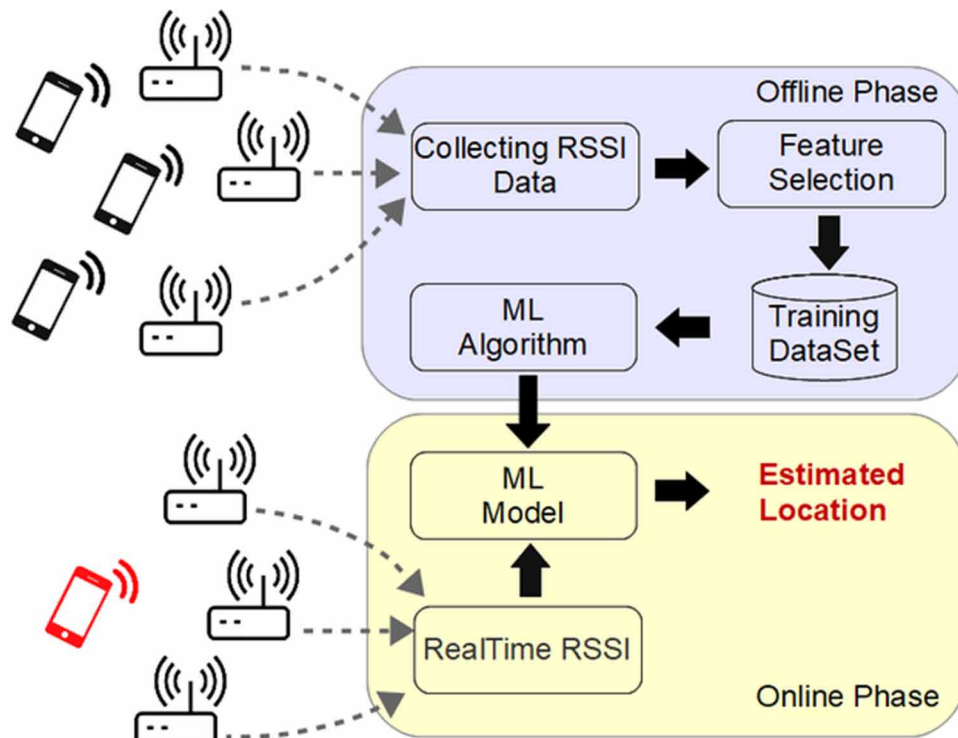 Offline Phase
Collecting RSSI
Data
Feature
Selection
Training
DataSet
ML
Algorithm
ML
Model
Estimated
Location
RealTime RSSI
Online Phase